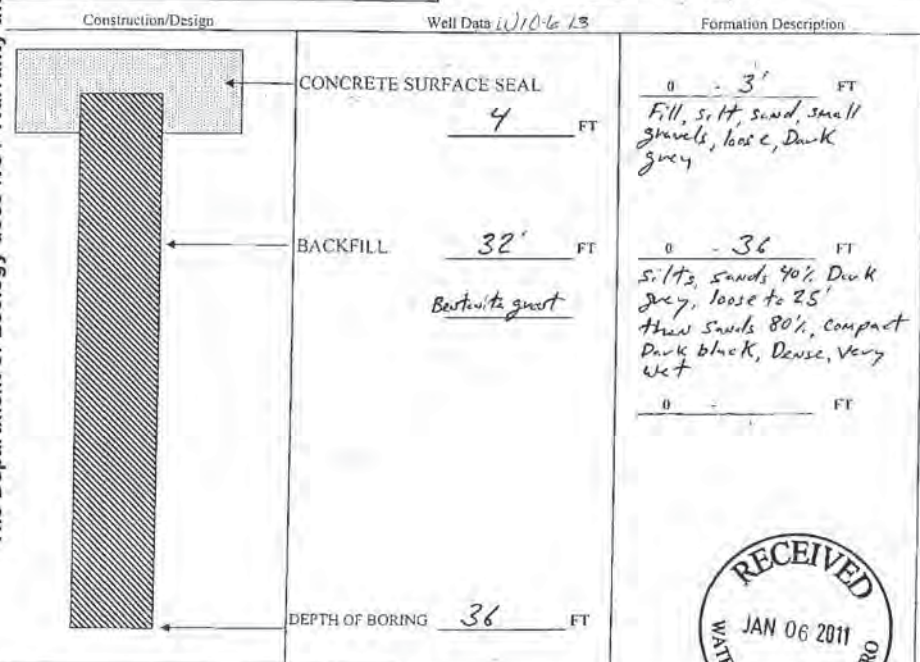 Construction/Design
Well Data W10-613
Formation Description
CONCRETE SURFACE SEAL
4 FT
0 - 3' FT
Fill, silt, sand, small
gravels, loose, Dark
grey
BACKFILL 32' FT
Bentonite grout
0 - 36 FT
Silts, sands 40% Dark
grey, loose to 25'
then sands 80%, compact
Dark black, Dense, Very
wet
0 - FT
DEPTH OF BORING 36 FT
RECEIVED
JAN 06 2011